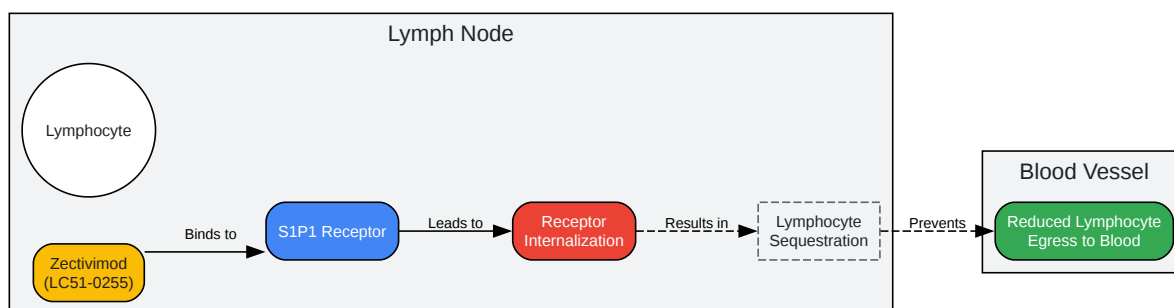 Lymph Node
Lymphocyte
Blood Vessel
Zectivimod
(LC51-0255)
Binds to
S1P1 Receptor
Leads to
Receptor
Internalization
Results in
Lymphocyte
Sequestration
Prevents
Reduced Lymphocyte
Egress to Blood